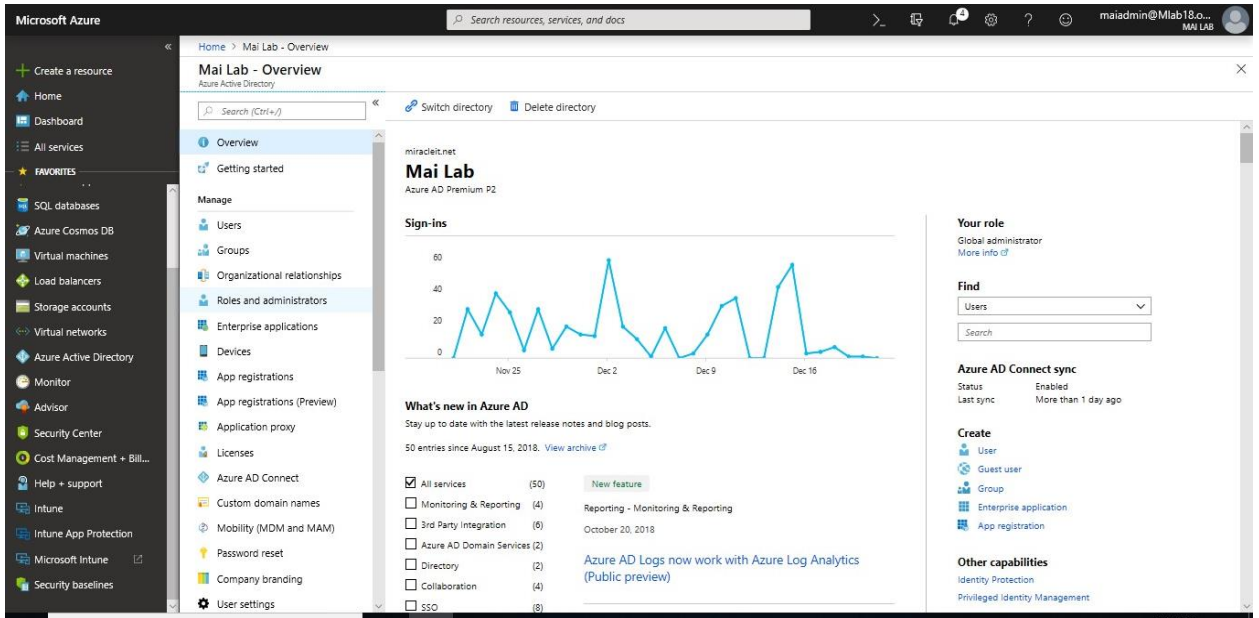 Microsoft Azure
Search resources, services, and docs
4
maiadmin@Mlab18.o...
MAI LAB
Create a resource
Home
Dashboard
All services
FAVORITES
SQL databases
Azure Cosmos DB
Virtual machines
Load balancers
Storage accounts
Virtual networks
Azure Active Directory
Monitor
Advisor
Security Center
Cost Management + Bill...
Help + support
Intune
Intune App Protection
Microsoft Intune
Security baselines
Home > Mai Lab - Overview
Mai Lab - Overview
Azure Active Directory
Search (Ctrl+/)
Overview
Getting started
Manage
Users
Groups
Organizational relationships
Roles and administrators
Enterprise applications
Devices
App registrations
App registrations (Preview)
Application proxy
Licenses
Azure AD Connect
Custom domain names
Mobility (MDM and MAM)
Password reset
Company branding
User settings
Switch directory Delete directory
miracleit.net
Mai Lab
Azure AD Premium P2
Sign-ins
60
40
20
0
Nov 25 Dec 2 Dec 9 Dec 16
What's new in Azure AD
Stay up to date with the latest release notes and blog posts.
50 entries since August 15, 2018. View archive
All services (50)
Monitoring & Reporting (4)
3rd Party Integration (6)
Azure AD Domain Services (2)
Directory (2)
Collaboration (4)
SSO (8)
New feature
Reporting - Monitoring & Reporting
October 20, 2018
Azure AD Logs now work with Azure Log Analytics
(Public preview)
Your role
Global administrator
More info
Find
Users
Search
Azure AD Connect sync
Status Enabled
Last sync More than 1 day ago
Create
User
Guest user
Group
Enterprise application
App registration
Other capabilities
Identity Protection
Privileged Identity Management